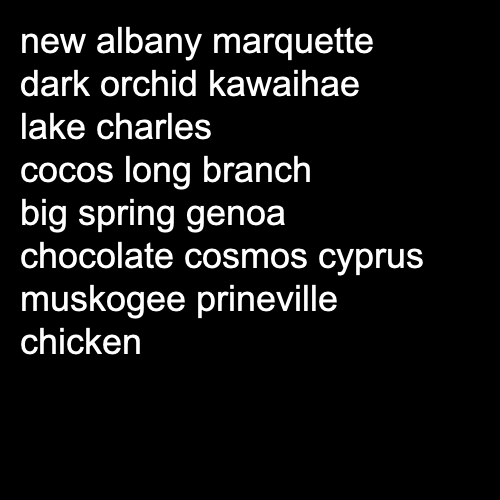 new albany marquette
dark orchid kawaihae
lake charles
cocos long branch
big spring genoa
chocolate cosmos cyprus
muskogee prineville
chicken